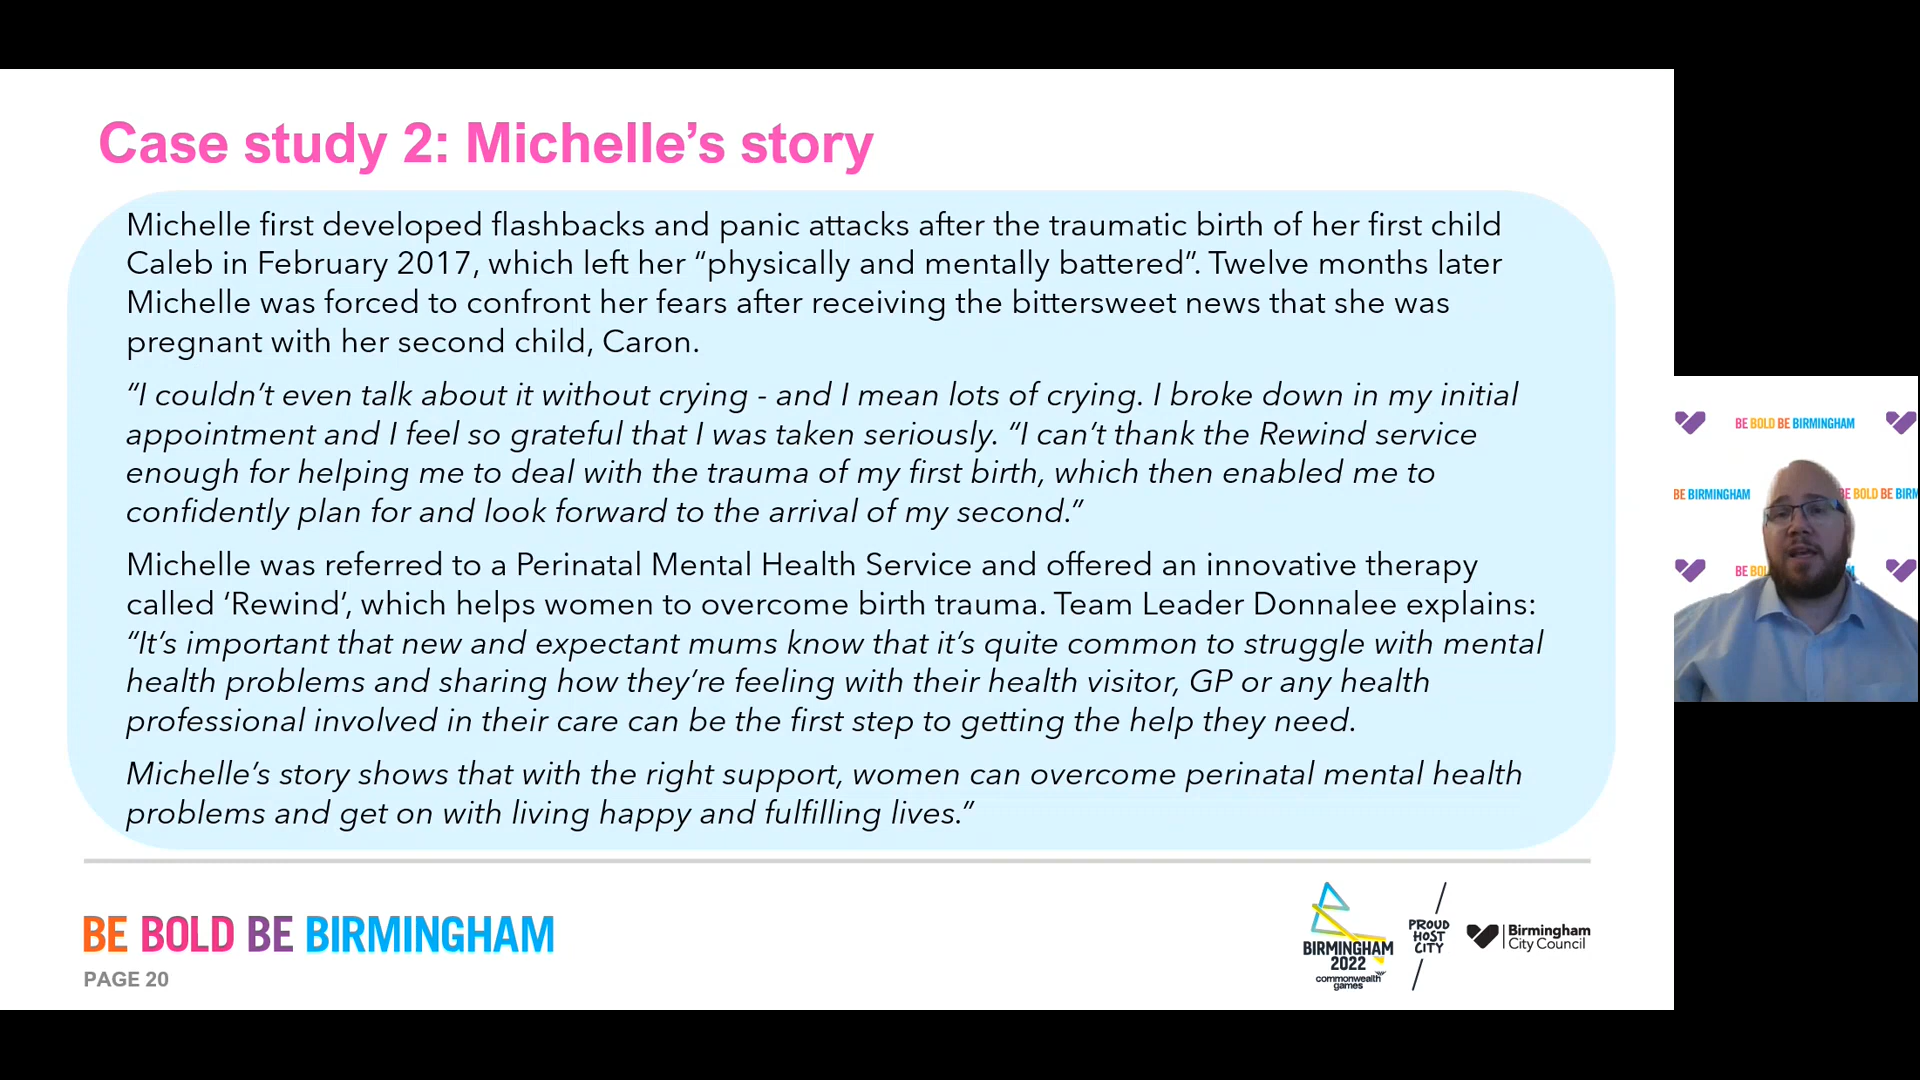 Case study 2: Michelle’s story
Michelle first developed flashbacks and panic attacks after the traumatic birth of her first child
Caleb in February 2017, which left her “physically and mentally battered”. Twelve months later
Michelle was forced to confront her fears after receiving the bittersweet news that she was
pregnant with her second child, Caron.
“I couldn’t even talk about it without crying - and I mean lots of crying. I broke down in my initial
appointment and I feel so grateful that I was taken seriously. “I can’t thank the Rewind service
enough for helping me to deal with the trauma of my first birth, which then enabled me to
confidently plan for and look forward to the arrival of my second.”
Michelle was referred to a Perinatal Mental Health Service and offered an innovative therapy
called ‘Rewind’, which helps women to overcome birth trauma. Team Leader Donnalee explains:
“It’s important that new and expectant mums know that it’s quite common to struggle with mental
health problems and sharing how they’re feeling with their health visitor, GP or any health
professional involved in their care can be the first step to getting the help they need.
Michelle’s story shows that with the right support, women can overcome perinatal mental health
problems and get on with living happy and fulfilling lives.”
BE BOLD BE BIRMINGHAM
PAGE 20
BIRMINGHAM
2022
commonwealth
games
PROUD
HOST
CITY
Birmingham
City Council
BE BOLD BE BIRMINGHAM
BE BIRMINGHAM
BE BOLD BE BIRM
BE BOL